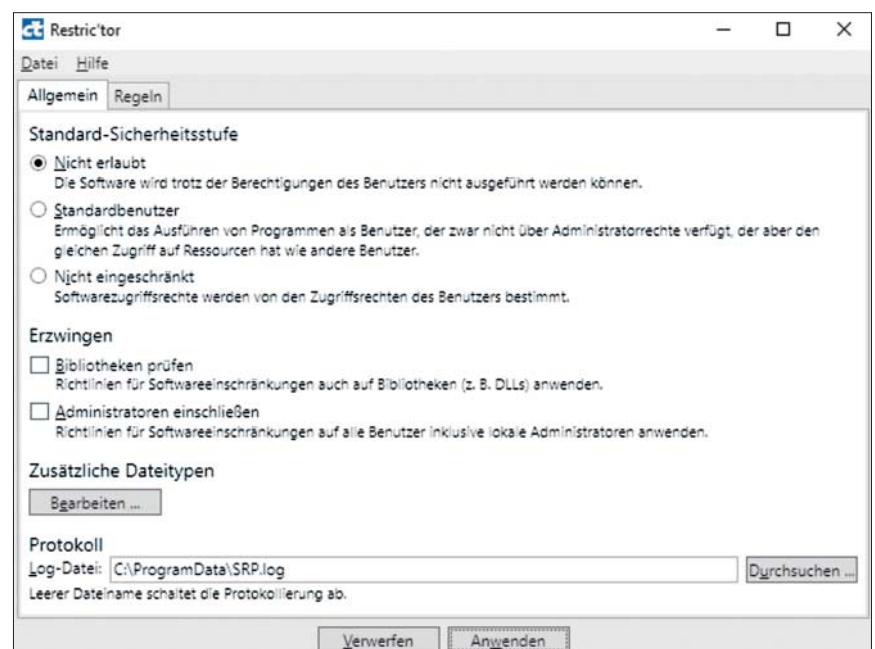 ct Restric'tor
Datei Hilfe
Allgemein Regeln
Standard-Sicherheitsstufe
Nicht erlaubt
Die Software wird trotz der Berechtigungen des Benutzers nicht ausgeführt werden können.
Standardbenutzer
Ermöglicht das Ausführen von Programmen als Benutzer, der zwar nicht über Administratorrechte verfügt, der aber den
gleichen Zugriff auf Ressourcen hat wie andere Benutzer.
Nicht eingeschränkt
Softwarezugriffsrechte werden von den Zugriffsrechten des Benutzers bestimmt.
Erzwingen
Bibliotheken prüfen
Richtlinien für Softwareeinschränkungen auch auf Bibliotheken (z. B. DLLs) anwenden.
Administratoren einschließen
Richtlinien für Softwareeinschränkungen auf alle Benutzer inklusive lokale Administratoren anwenden.
Zusätzliche Dateitypen
Bearbeiten ...
Protokoll
Log-Datei: C:\ProgramData\SRP.log Durchsuchen ...
Leerer Dateiname schaltet die Protokollierung ab.
Verwerfen Anwenden